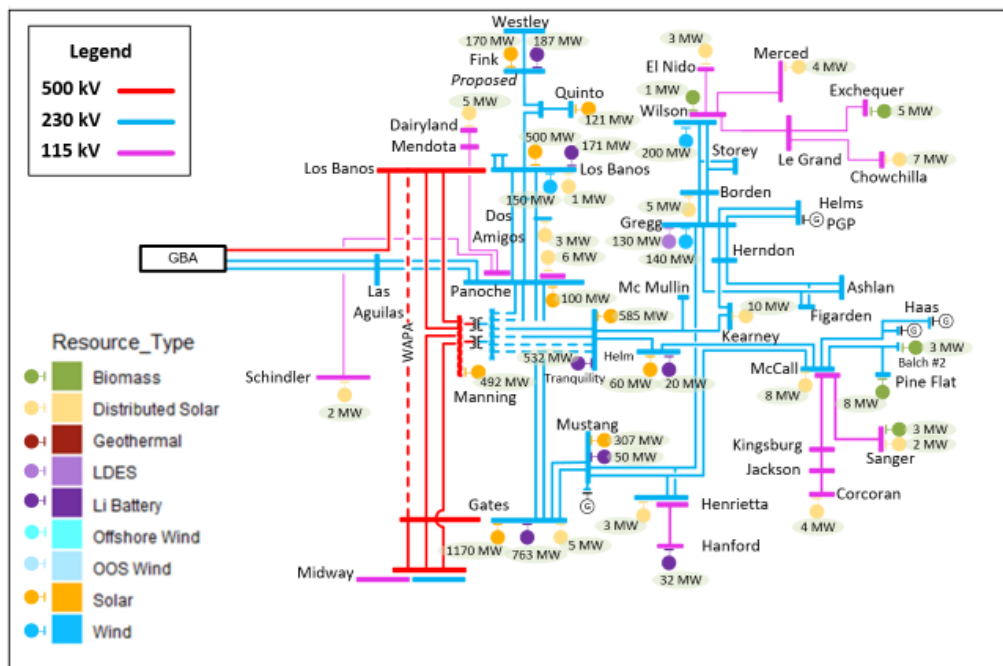 Legend
500 kV
230 kV
115 kV
Westley
170 MW
187 MW
Fink
Proposed
Quinto
121 MW
5 MW
Dairyland
Mendota
500 MW
171 MW
Los Banos
Los Banos
150 MW
1 MW
Dos
Amigos
3 MW
6 MW
GBA
Las
Aguilas
Panoche
100 MW
WAPA
Schindler
2 MW
Manning
492 MW
585 MW
532 MW
Tranquility
Helm
60 MW
20 MW
Mc Mullin
Kearney
10 MW
3 MW
El Nido
Merced
4 MW
Exchequer
5 MW
1 MW
Wilson
200 MW
Le Grand
7 MW
Chowchilla
Storey
Borden
5 MW
Gregg
130 MW
140 MW
Helms
PGP
G
Herndon
Ashlan
Figarden
Haas
G
G
3 MW
Balch #2
McCall
8 MW
8 MW
Pine Flat
3 MW
2 MW
Sanger
Kingsburg
Jackson
Corcoran
4 MW
Mustang
307 MW
50 MW
G
Henrietta
3 MW
Hanford
32 MW
Gates
1170 MW
763 MW
5 MW
Midway
Resource_Type
Biomass
Distributed Solar
Geothermal
LDES
Li Battery
Offshore Wind
OOS Wind
Solar
Wind